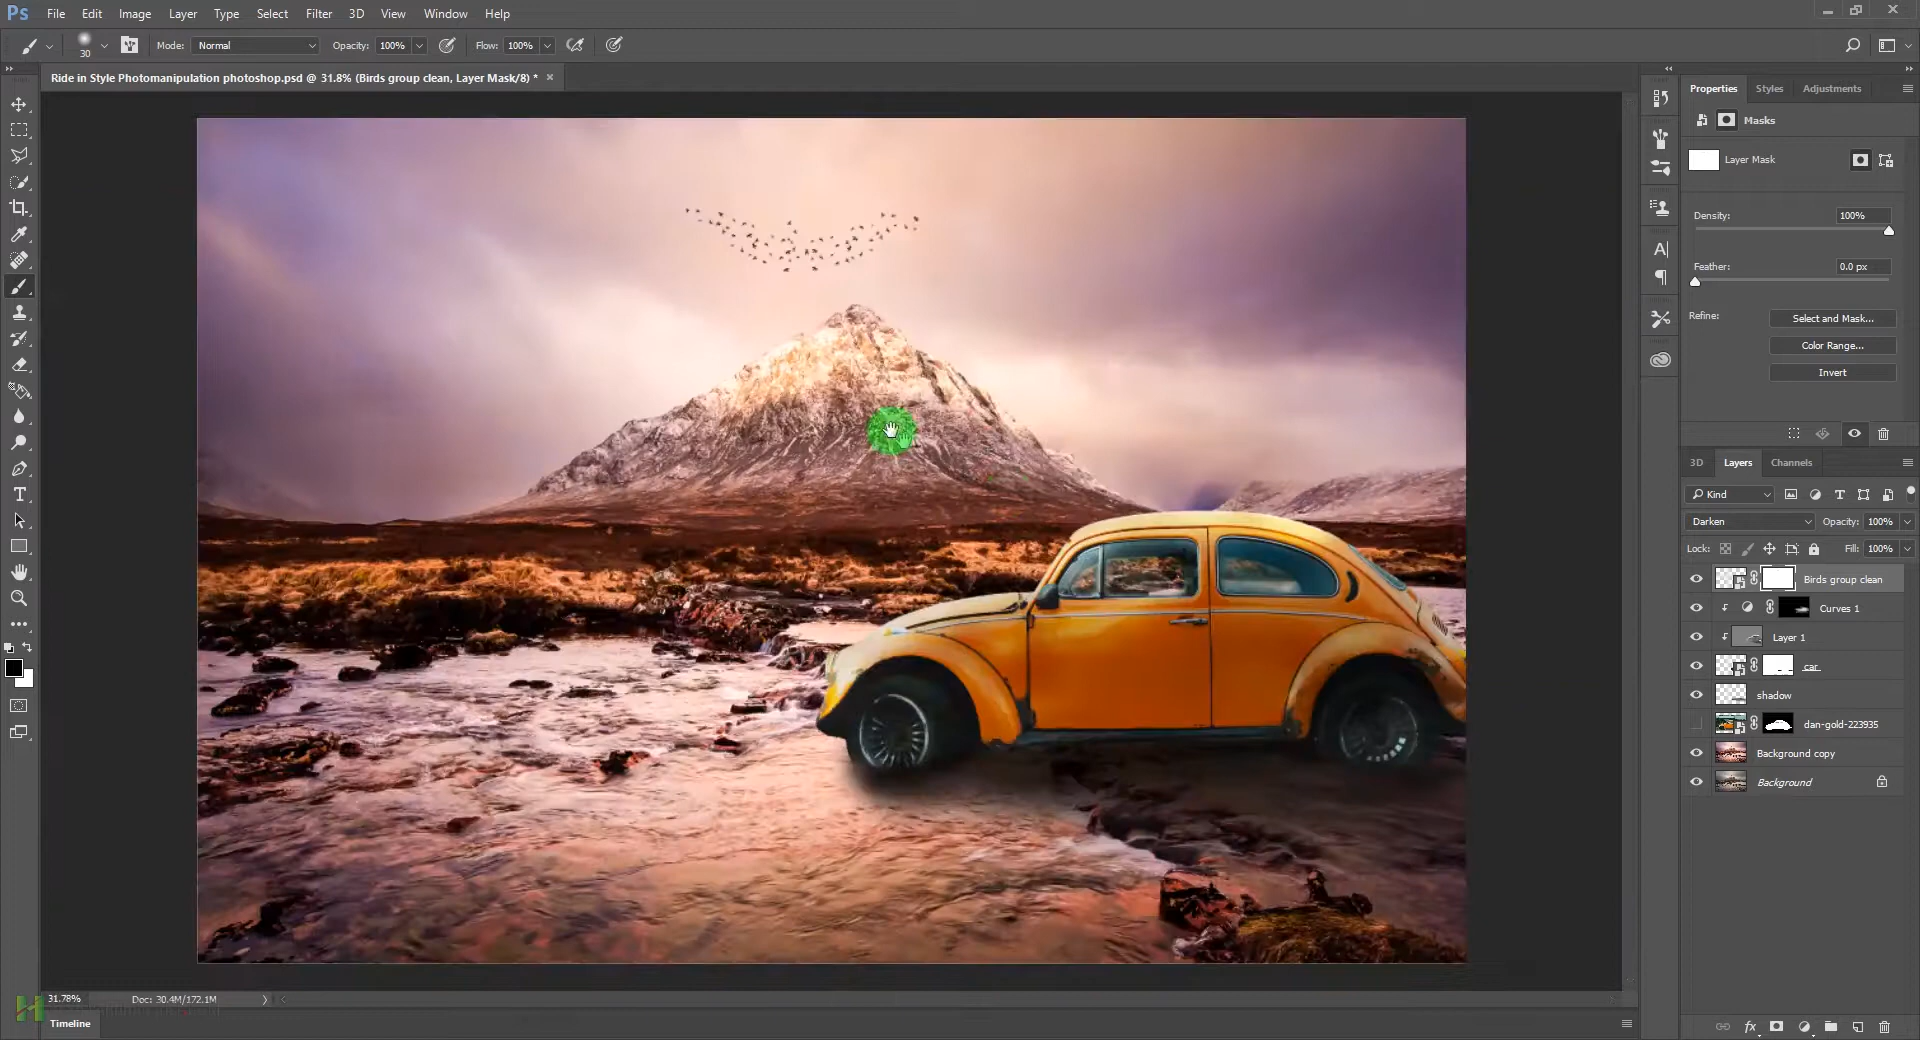 Ps File Edit Image Layer Type Select Filter 3D View Window Help
30 Mode: Normal Opacity: 100% Flow: 100%
Ride in Style Photomanipulation photoshop.psd @ 31.8% (Birds group clean, Layer Mask/8) * ×
Properties Styles Adjustments
Masks
Layer Mask
Density: 100%
Feather: 0.0 px
Refine: Select and Mask...
Color Range...
Invert
3D Layers Channels
Kind
Darken Opacity: 100%
Lock: Fill: 100%
Birds group clean
Curves 1
Layer 1
car
shadow
dan-gold-223935
Background copy
Background
31.78% Doc: 30.4M/172.1M
Timeline